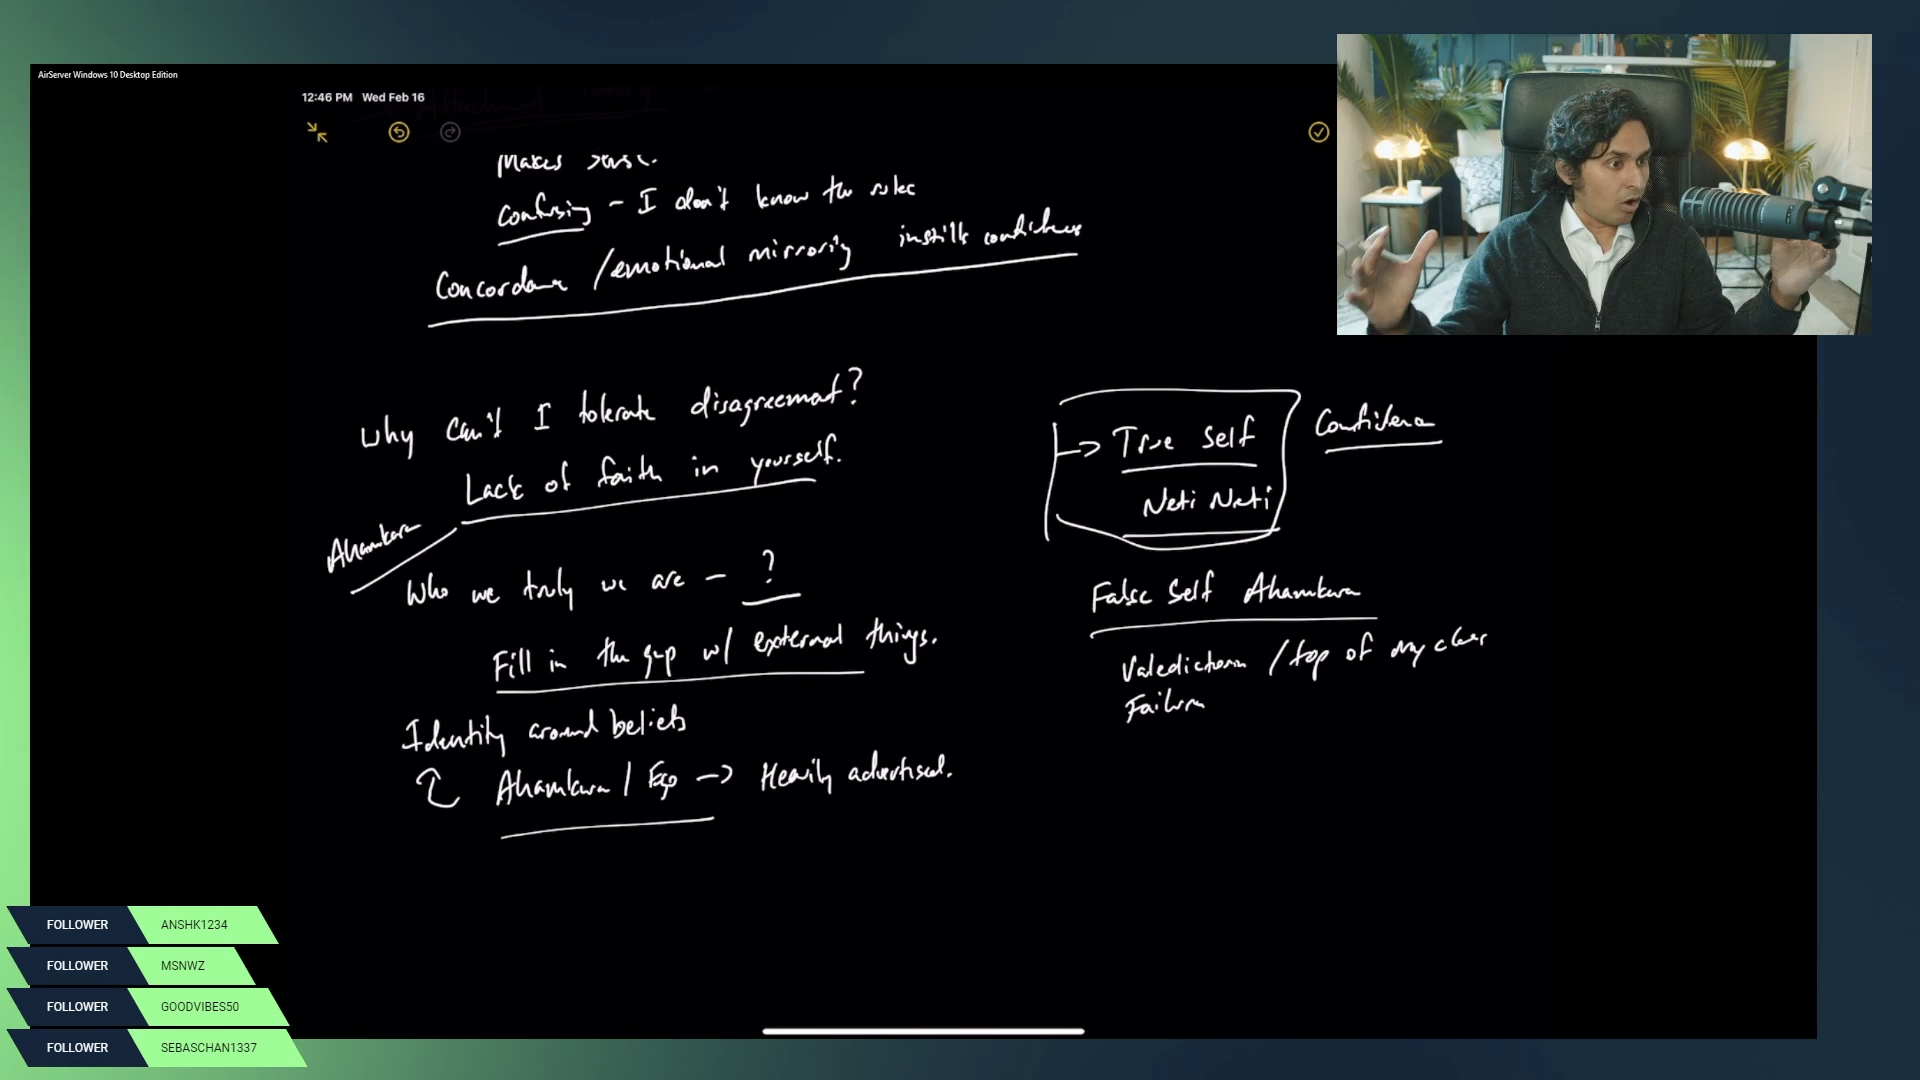 AirServer Windows 10 Desktop Edition
12:46 PM Wed Feb 16
Makes sense.
Confusing - I don't know the rules
Concordance / emotional mirroring instills confidence
Why can't I tolerate disagreement?
Lack of faith in yourself.
Ahamkara
Who we truly we are - ?
Fill in the gap w/ external things.
Identity around beliefs
Ahamkara / Ego -> Heavily advertised.
-> True Self
Neti Neti
Confidence
False Self Ahamkara
Valedictorian / top of my class
Failure
FOLLOWER ANSHK1234
FOLLOWER MSNWZ
FOLLOWER GOODVIBES50
FOLLOWER SEBASCHAN1337